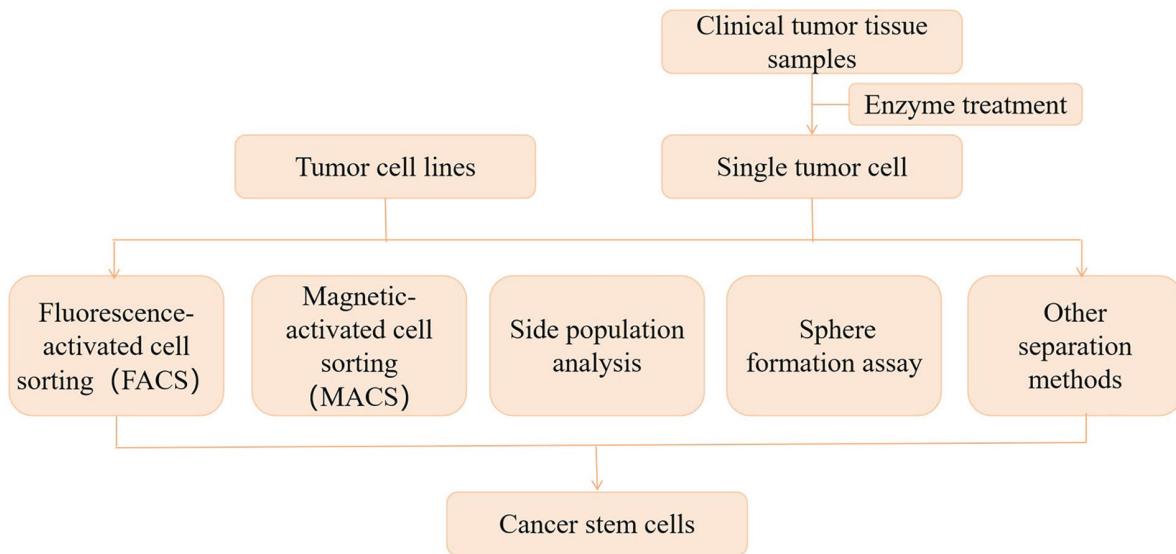 Clinical tumor tissue
samples
Enzyme treatment
Tumor cell lines
Single tumor cell
Fluorescence-
activated cell
sorting（FACS）
Magnetic-
activated cell
sorting
（MACS）
Side population
analysis
Sphere
formation assay
Other
separation
methods
Cancer stem cells